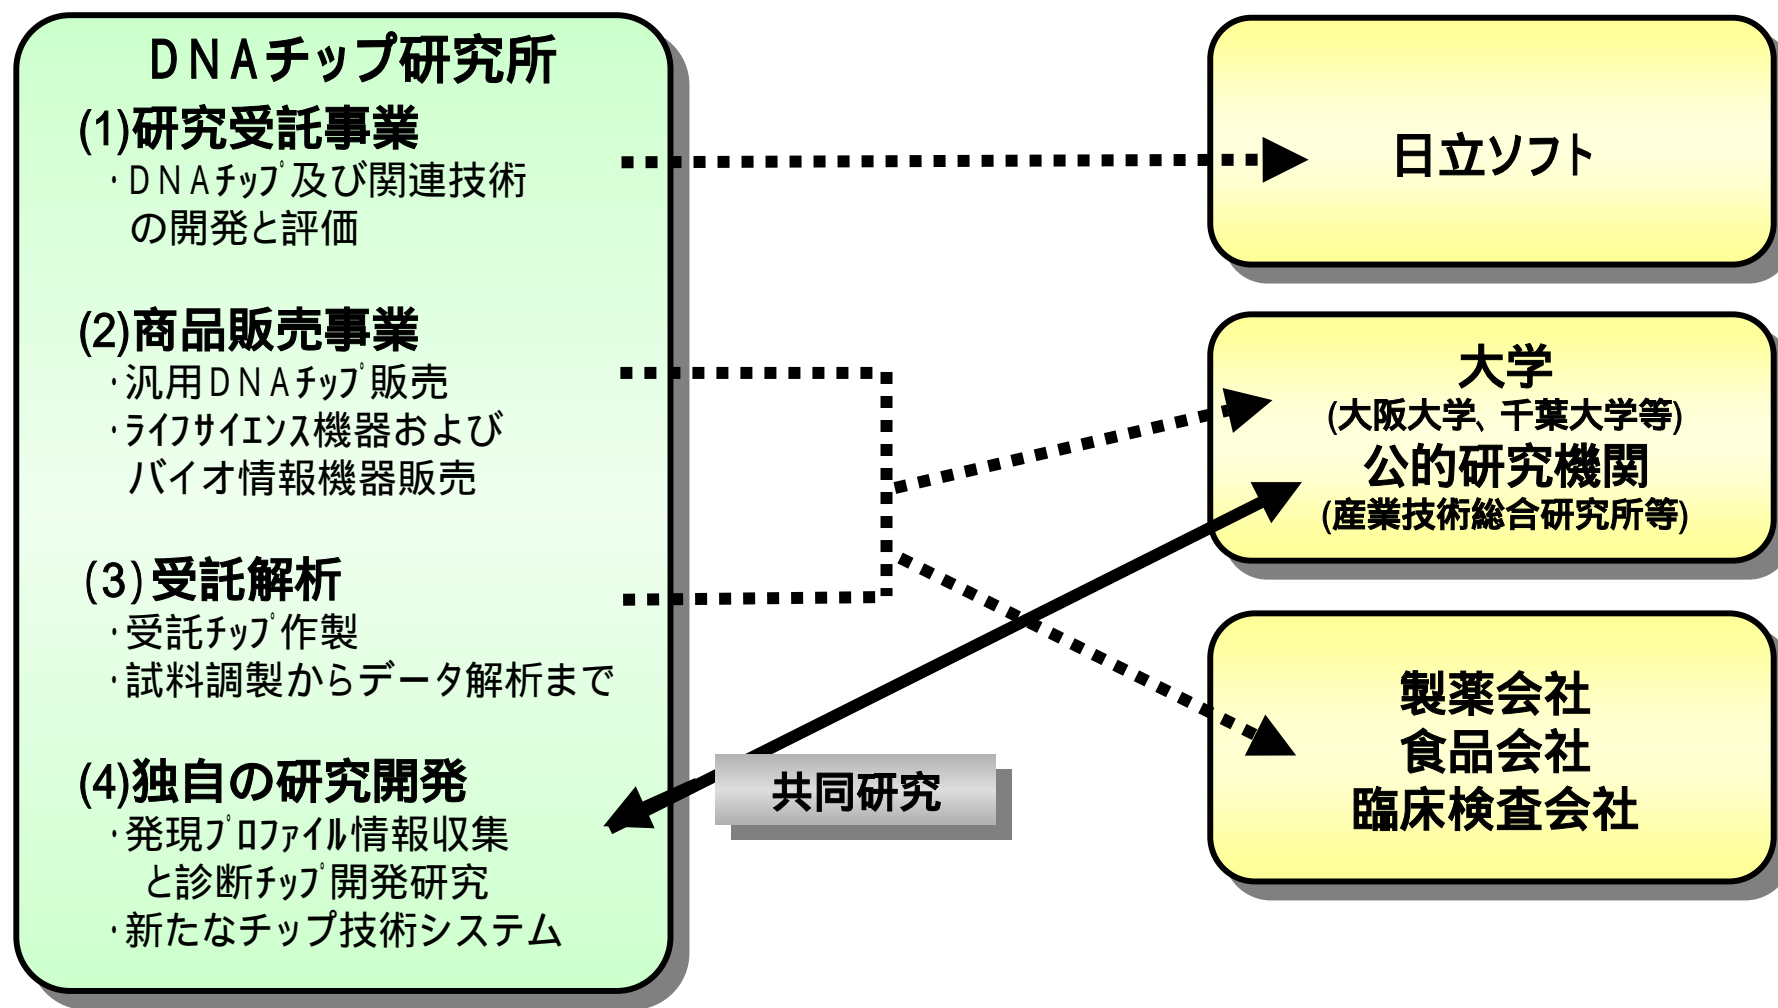 DNAチップ研究所
(1)研究受託事業
・DNAﾁｯﾌﾟ及び関連技術
の開発と評価
(2)商品販売事業
・汎用DNAﾁｯﾌﾟ販売
・ﾗｲﾌｻｲｴﾝｽ機器および
バイオ情報機器販売
(3)受託解析
・受託ﾁｯﾌﾟ作製
・試料調製からデータ解析まで
(4)独自の研究開発
・発現ﾌﾟﾛﾌｧｲﾙ情報収集
と診断ﾁｯﾌﾟ開発研究
・新たなチップ技術システム
共同研究
日立ソフト
大学
(大阪大学、千葉大学等)
公的研究機関
(産業技術総合研究所等)
製薬会社
食品会社
臨床検査会社